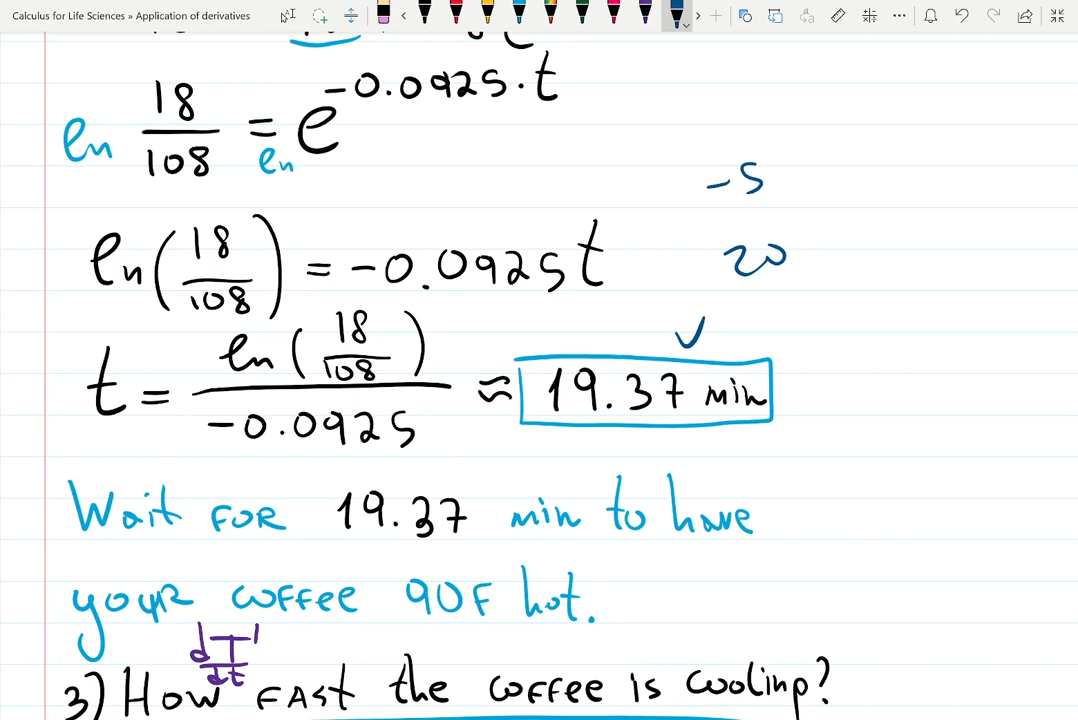 Calculus for Life Sciences » Application of derivatives
ln 18/108 = ln e^-0.0925·t
-5
ln(18/108) = -0.0925t
20
t = ln(18/108)/-0.0925 ≈ 19.37 min
Wait FOR 19.37 min to have
your coffee 90F hot.
dT/dt
3) How FAST the coffee is cooling?